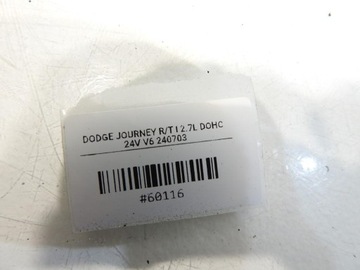 DODGE JOURNEY R/T I 2.7L DOHC
24V V6 240703
#60116